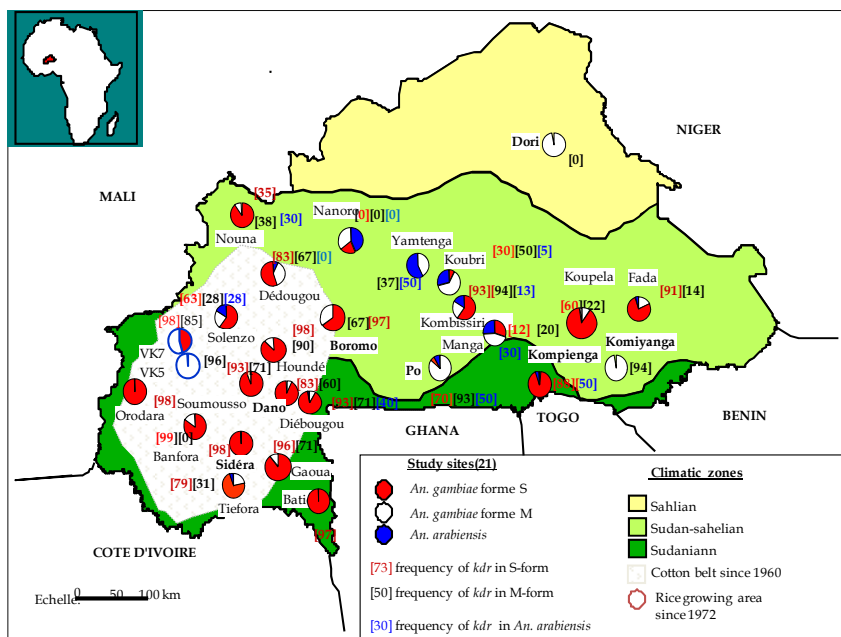 NIGER
Dori
[0]
MALI
[35]
[38] [30]
Nouna
Nanoro
[0][0][0]
Yamtenga
Koubri
[30][50][5]
[83][67][0]
Dédougou
[37][50]
Koupela
Fada
[93][94][13]
[91][14]
[63][28][28]
[60][22]
[98][85]
Solenzo
[67][97]
Kombissiri
[12] [20]
VK7
[98]
[90]
Boromo
Manga
Komiyanga
VK5
[96]
Houndé
Po
[30]
Kompienga
[94]
[93][71]
[83][60]
[68][50]
Orodara
[98]
Soumousso
Dano
Diébougou
[93][71][40]
[70][93][50]
TOGO
BENIN
GHANA
[99][0]
Banfora
[98]
Sidéra
[96][71]
Gaoua
[79][31]
Tiefora
Bati
[97]
COTE D'IVOIRE
Echelle:
0 50 100 km
Study sites(21)
An. gambiae forme S
An. gambiae forme M
An. arabiensis
[73] frequency of kdr in S-form
[50] frequency of kdr in M-form
[30] frequency of kdr in An. arabiensis
Climatic zones
Sahlian
Sudan-sahelian
Sudaniann
Cotton belt since 1960
Rice growing area
since 1972